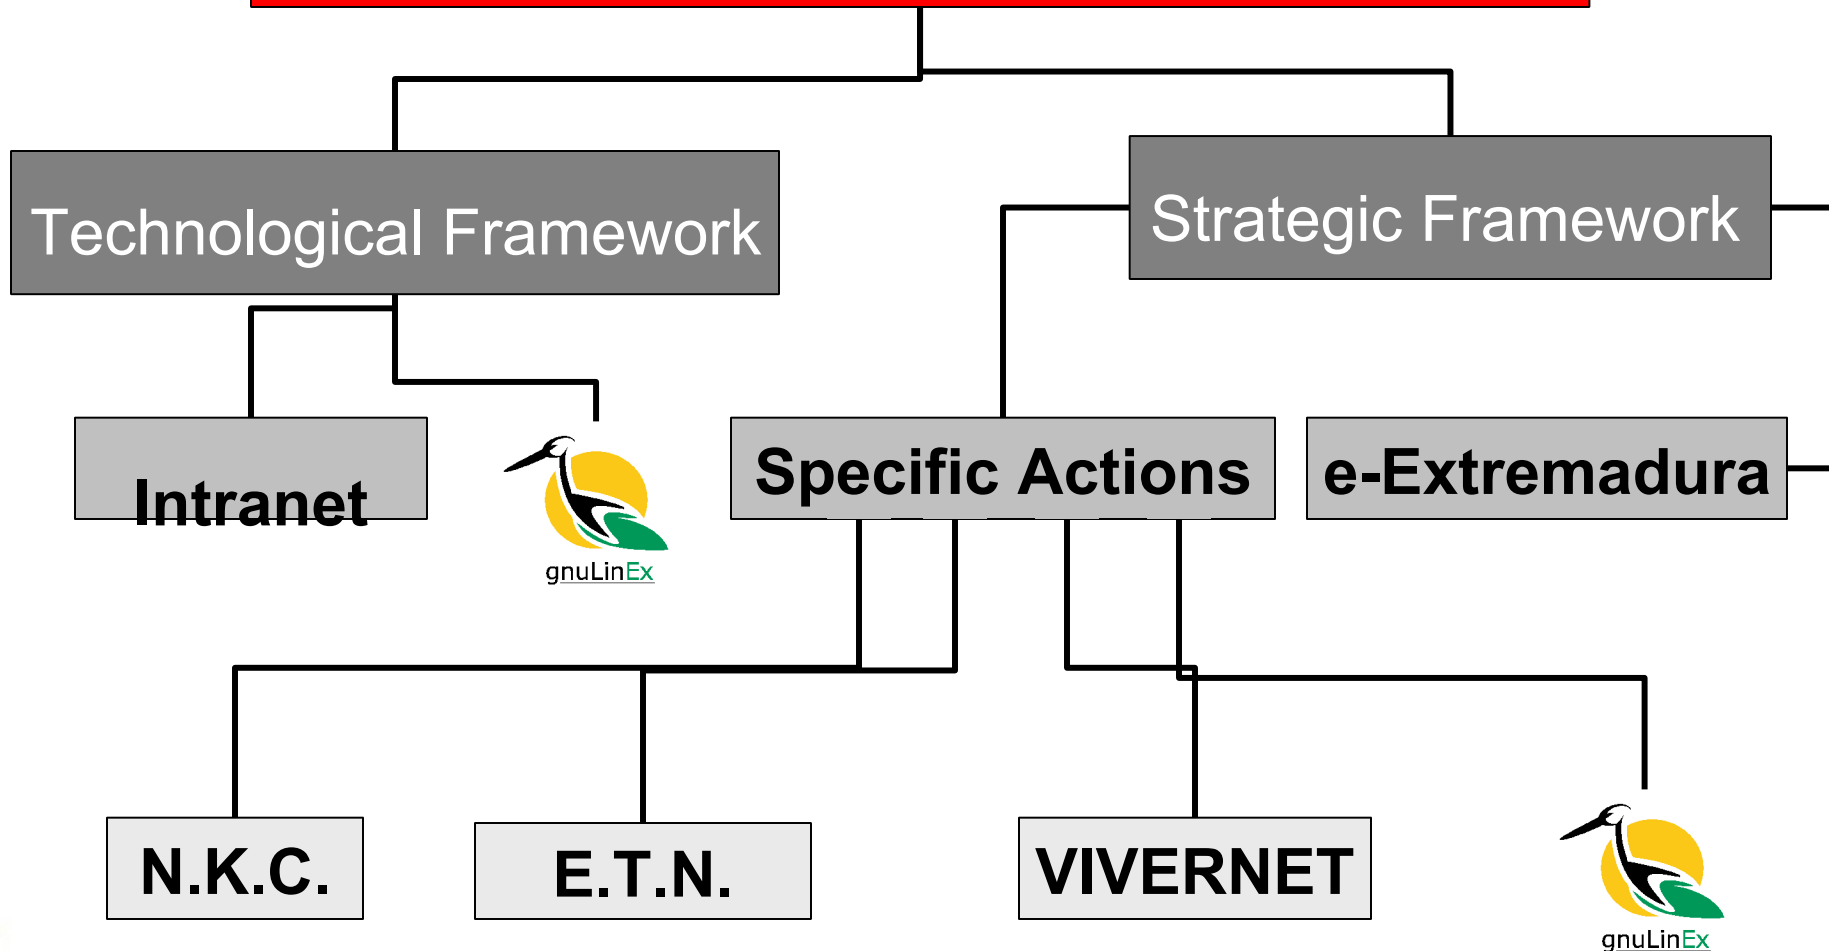 Technological Framework
Strategic Framework
Intranet
gnuLinEx
Specific Actions
e-Extremadura
N.K.C.
E.T.N.
VIVERNET
gnuLinEx